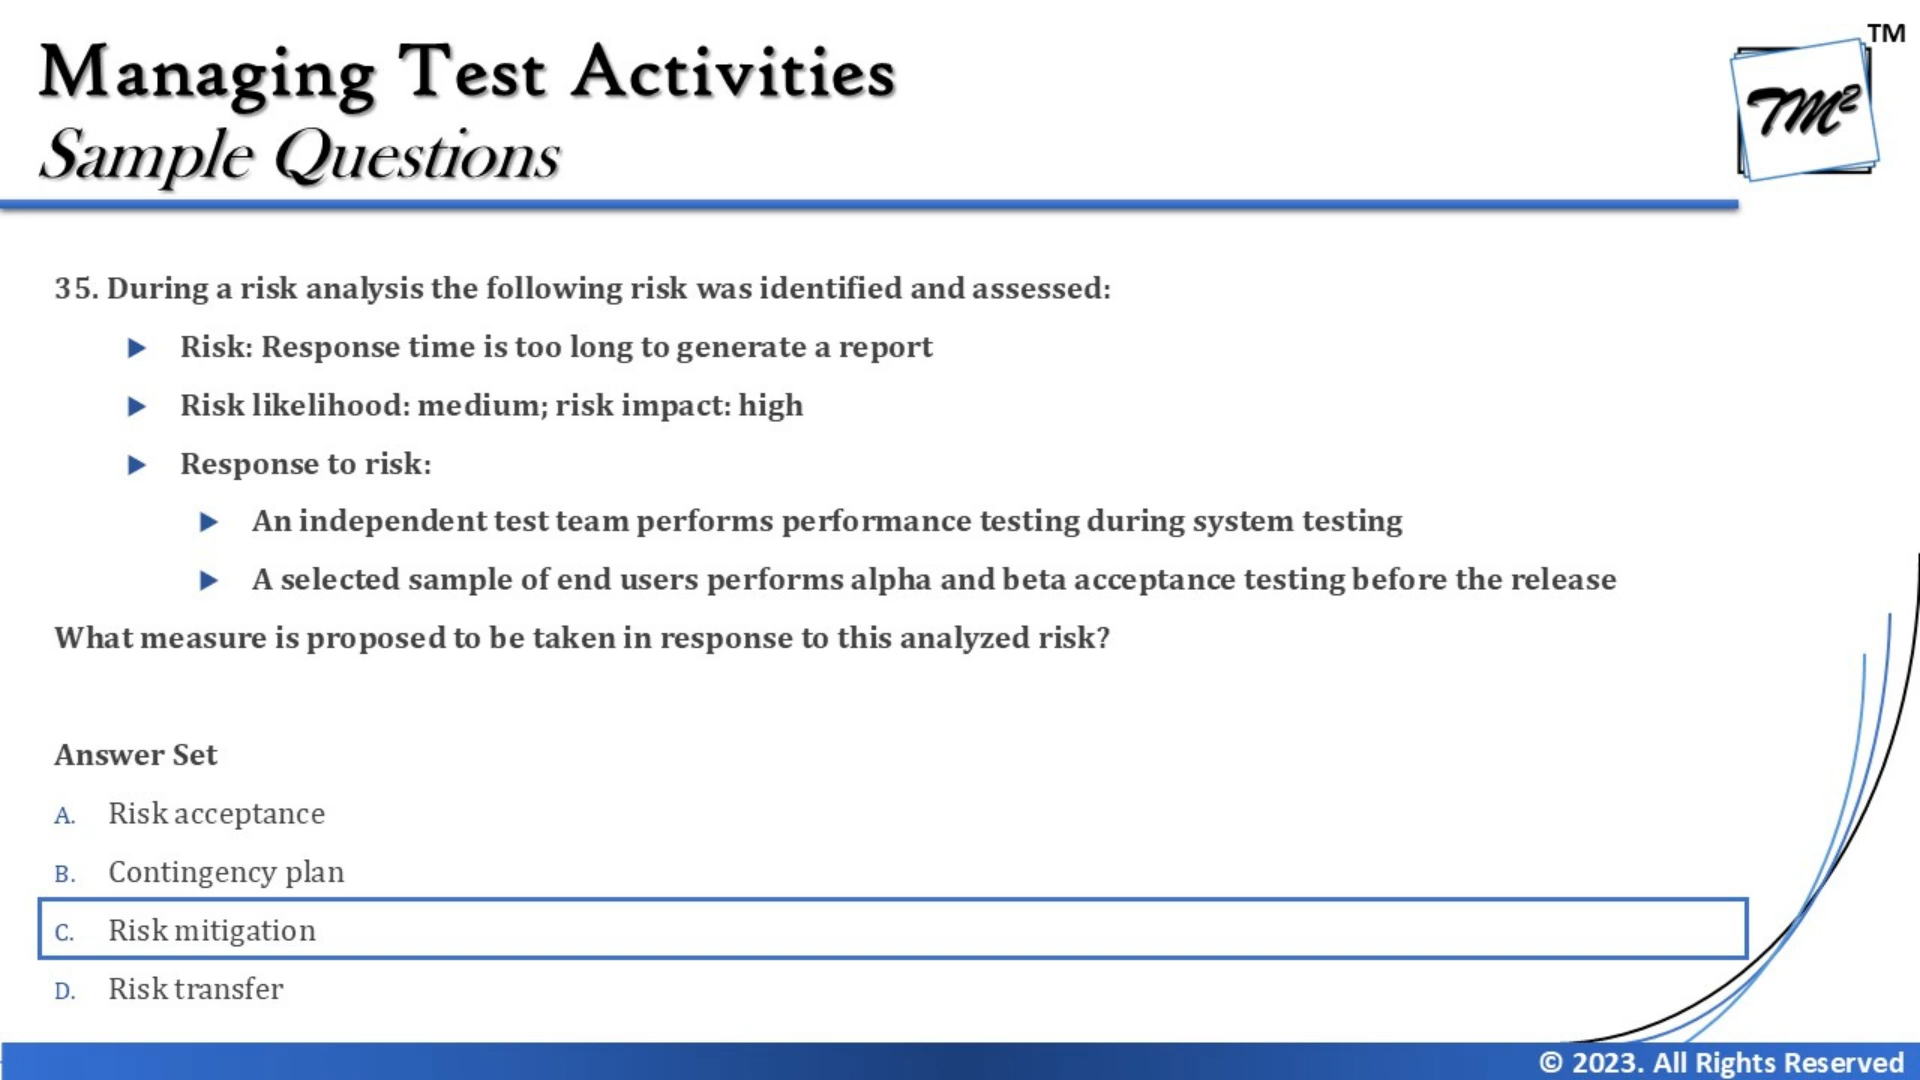 Managing Test Activities
Sample Questions
TM
TM²
35. During a risk analysis the following risk was identified and assessed:
Risk: Response time is too long to generate a report
Risk likelihood: medium; risk impact: high
Response to risk:
An independent test team performs performance testing during system testing
A selected sample of end users performs alpha and beta acceptance testing before the release
What measure is proposed to be taken in response to this analyzed risk?
Answer Set
A. Risk acceptance
B. Contingency plan
C. Risk mitigation
D. Risk transfer
© 2023. All Rights Reserved